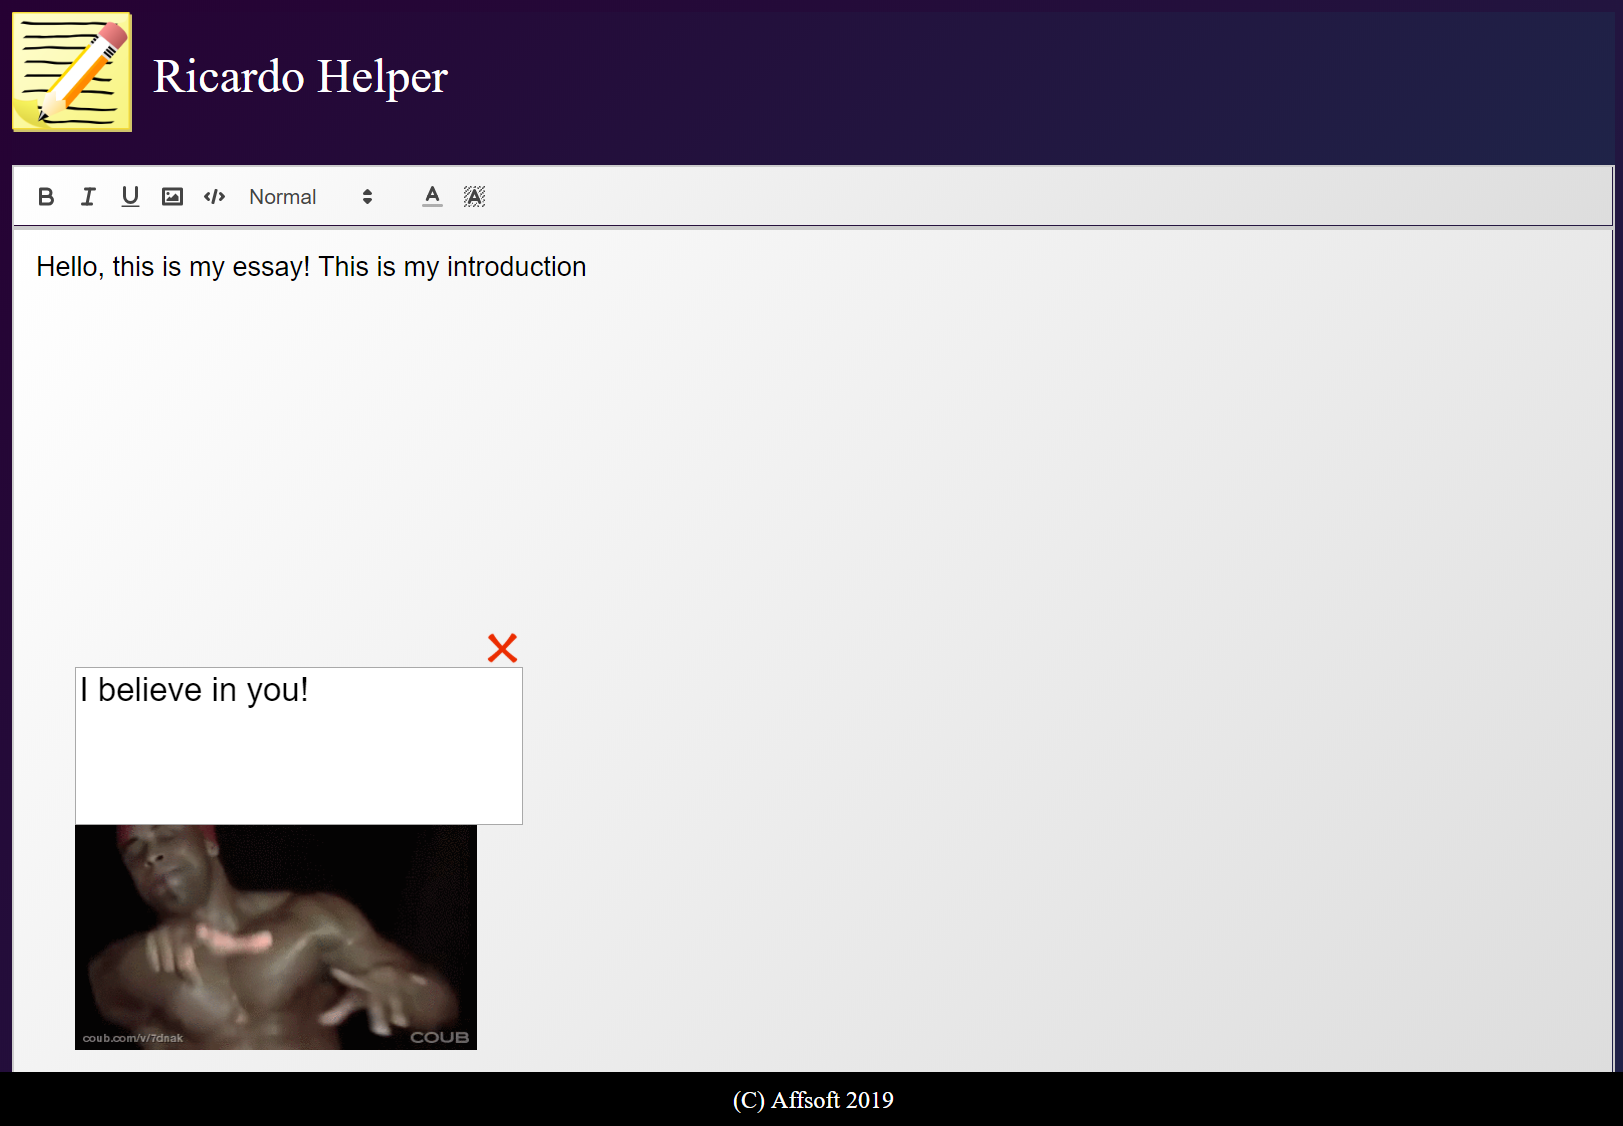 Ricardo Helper
B I U </> Normal A A
Hello, this is my essay! This is my introduction
I believe in you!
coub.com/v/7dnak COUB
(C) Affsoft 2019